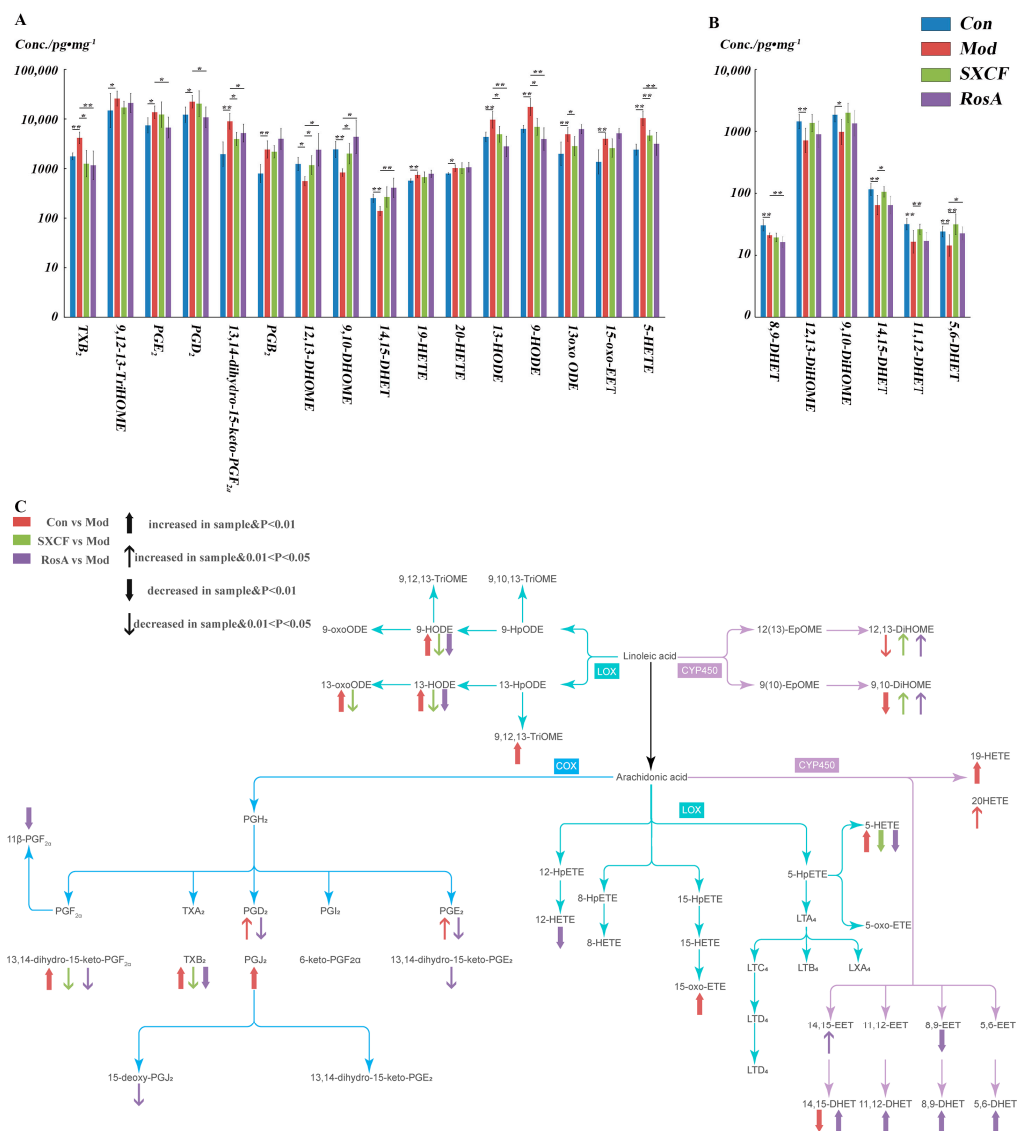 A
Conc./pg•mg-1
100,000
10,000
1000
100
10
0
TXB2
9,12-13-TriHOME
PGE2
PGD2
13,14-dihydro-15-keto-PGF2α
PGB2
12,13-DHOME
9,10-DHOME
14,15-DHET
19-HETE
20-HETE
13-HODE
9-HODE
13oxo ODE
15-oxo-EET
5-HETE
B
Conc./pg•mg-1
10,000
1000
100
10
0
8,9-DHET
12,13-DiHOME
9,10-DiHOME
14,15-DHET
11,12-DHET
5,6-DHET
Con
Mod
SXCF
RosA
C
Con vs Mod
SXCF vs Mod
RosA vs Mod
increased in sample&P<0.01
increased in sample&0.01<P<0.05
decreased in sample&P<0.01
decreased in sample&0.01<P<0.05
9,12,13-TriOME 9,10,13-TriOME
9-oxoODE 9-HODE 9-HpODE 12(13)-EpOME 12,13-DiHOME
Linoleic acid
LOX CYP450
13-oxoODE 13-HODE 13-HpODE 9(10)-EpOME 9,10-DiHOME
9,12,13-TriOME
19-HETE
COX CYP450
Arachidonic acid
20HETE
LOX
PGH2
5-HETE
11β-PGF2α
12-HpETE 5-HpETE
8-HpETE 15-HpETE
PGF2α TXA2 PGD2 PGI2 PGE2
12-HETE LTA4 5-oxo-ETE
8-HETE 15-HETE
13,14-dihydro-15-keto-PGF2α TXB2 PGJ2 6-keto-PGF2α 13,14-dihydro-15-keto-PGE2
LTC4 LTB4 LXA4
15-oxo-ETE
LTD4
14,15-EET 11,12-EET 8,9-EET 5,6-EET
LTD4
15-deoxy-PGJ2 13,14-dihydro-15-keto-PGE2
14,15-DHET 11,12-DHET 8,9-DHET 5,6-DHET